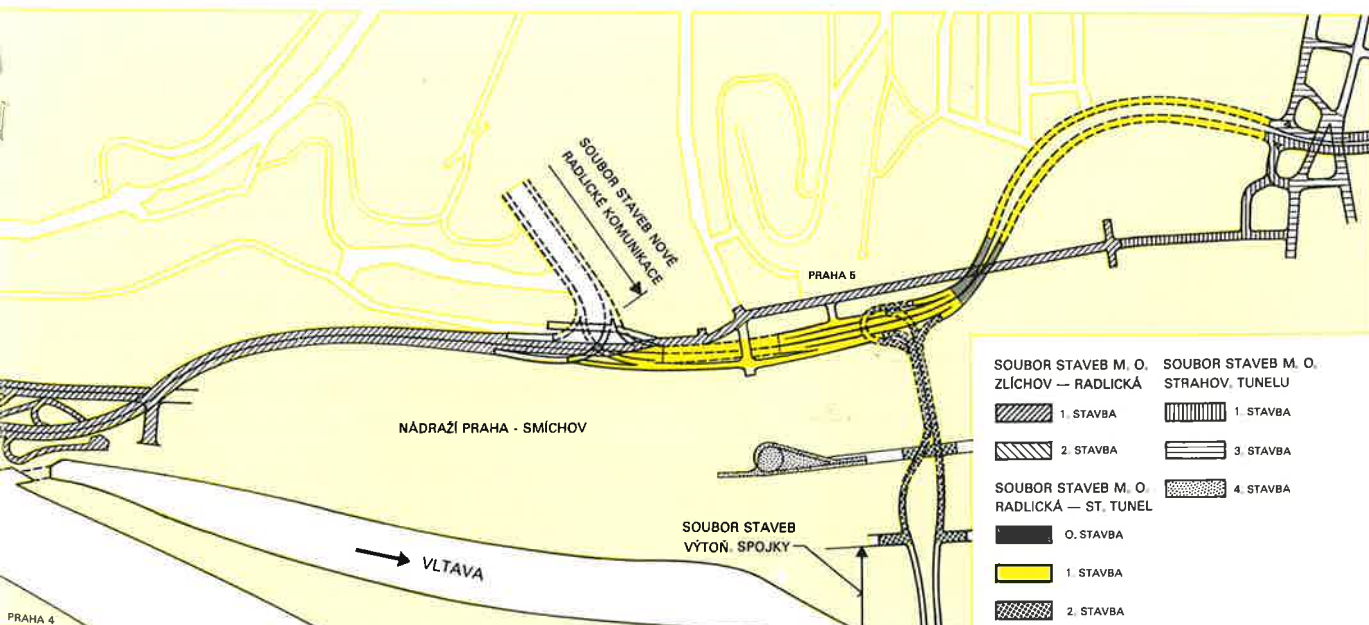 SOUBOR STAVEB NOVÉ
RADLICKÉ KOMUNIKACE
PRAHA 5
NÁDRAŽÍ PRAHA - SMÍCHOV
SOUBOR STAVEB
VÝTOŇ. SPOJKY
VLTAVA
PRAHA 4
SOUBOR STAVEB M. O.
ZLÍCHOV — RADLICKÁ
1. STAVBA
2. STAVBA
SOUBOR STAVEB M. O.
RADLICKÁ — ST. TUNEL
O. STAVBA
1. STAVBA
2. STAVBA
SOUBOR STAVEB M. O.
STRAHOV. TUNELU
1. STAVBA
3. STAVBA
4. STAVBA